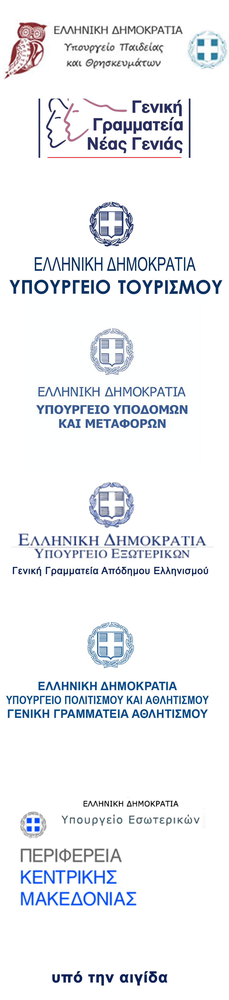 ΕΛΛΗΝΙΚΗ ΔΗΜΟΚΡΑΤΙΑ
Υπουργείο Παιδείας
και Θρησκευμάτων
Γενική
Γραμματεία
Νέας Γενιάς
ΕΛΛΗΝΙΚΗ ΔΗΜΟΚΡΑΤΙΑ
ΥΠΟΥΡΓΕΙΟ ΤΟΥΡΙΣΜΟΥ
ΕΛΛΗΝΙΚΗ ΔΗΜΟΚΡΑΤΙΑ
ΥΠΟΥΡΓΕΙΟ ΥΠΟΔΟΜΩΝ
ΚΑΙ ΜΕΤΑΦΟΡΩΝ
ΕΛΛΗΝΙΚΗ ΔΗΜΟΚΡΑΤΙΑ
ΥΠΟΥΡΓΕΙΟ ΕΞΩΤΕΡΙΚΩΝ
Γενική Γραμματεία Απόδημου Ελληνισμού
ΕΛΛΗΝΙΚΗ ΔΗΜΟΚΡΑΤΙΑ
ΥΠΟΥΡΓΕΙΟ ΠΟΛΙΤΙΣΜΟΥ ΚΑΙ ΑΘΛΗΤΙΣΜΟΥ
ΓΕΝΙΚΗ ΓΡΑΜΜΑΤΕΙΑ ΑΘΛΗΤΙΣΜΟΥ
ΕΛΛΗΝΙΚΗ ΔΗΜΟΚΡΑΤΙΑ
Υπουργείο Εσωτερικών
ΠΕΡΙΦΕΡΕΙΑ
ΚΕΝΤΡΙΚΗΣ
ΜΑΚΕΔΟΝΙΑΣ
υπό την αιγίδα